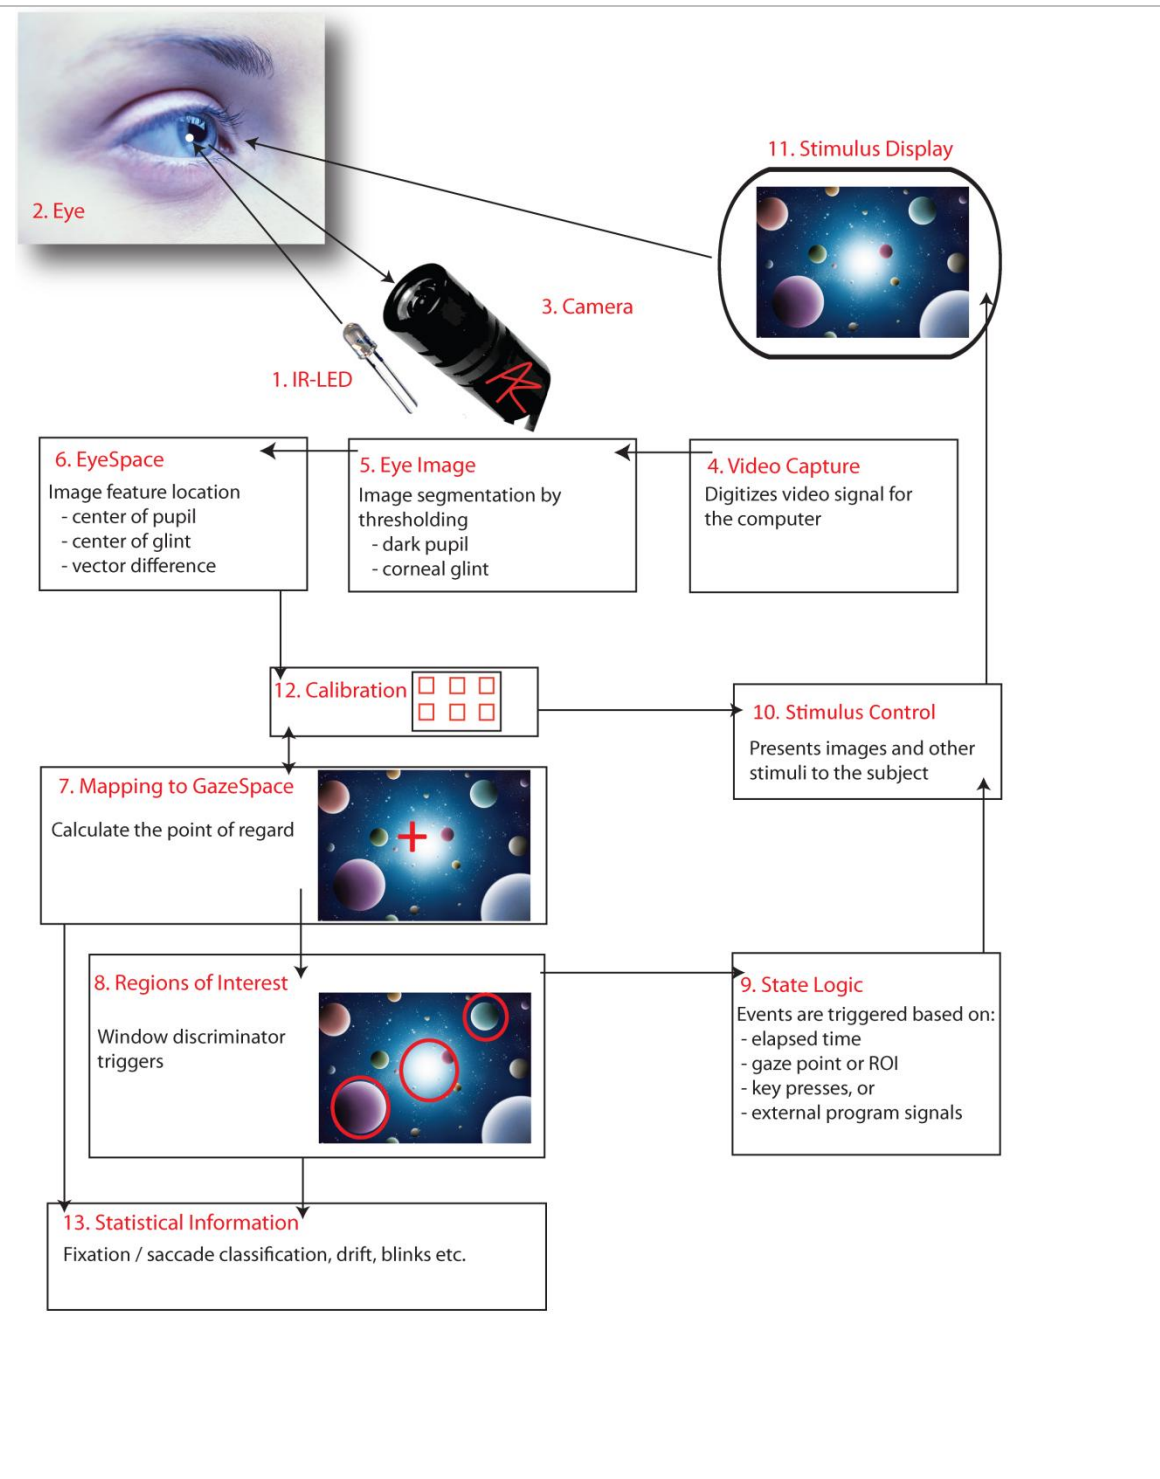 11. Stimulus Display
2. Eye
3. Camera
1. IR-LED
6. EyeSpace
Image feature location
- center of pupil
- center of glint
- vector difference
5. Eye Image
Image segmentation by
thresholding
- dark pupil
- corneal glint
4. Video Capture
Digitizes video signal for
the computer
12. Calibration
10. Stimulus Control
Presents images and other
stimuli to the subject
7. Mapping to GazeSpace
Calculate the point of regard
8. Regions of Interest
Window discriminator
triggers
9. State Logic
Events are triggered based on:
- elapsed time
- gaze point or ROI
- key presses, or
- external program signals
13. Statistical Information
Fixation / saccade classification, drift, blinks etc.